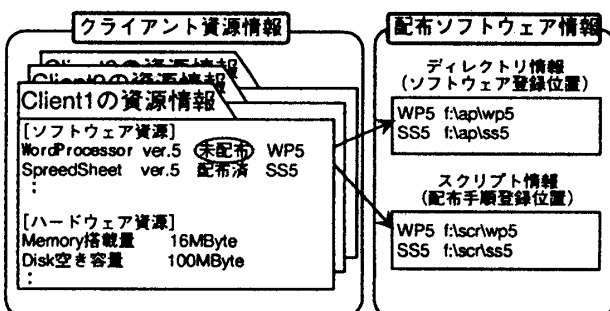 クライアント資源情報
Client1の資源情報
[ソフトウェア資源]
WordProcessor ver.5 未配布 WP5
SpreedSheet ver.5 配布済 SS5
:
[ハードウェア資源]
Memory搭載量 16MByte
Disk空き容量 100MByte
:
配布ソフトウェア情報
ディレクトリ情報
(ソフトウェア登録位置)
WP5 f:\ap\wp5
SS5 f:\ap\ss5
スクリプト情報
(配布手順登録位置)
WP5 f:\scr\wp5
SS5 f:\scr\ss5